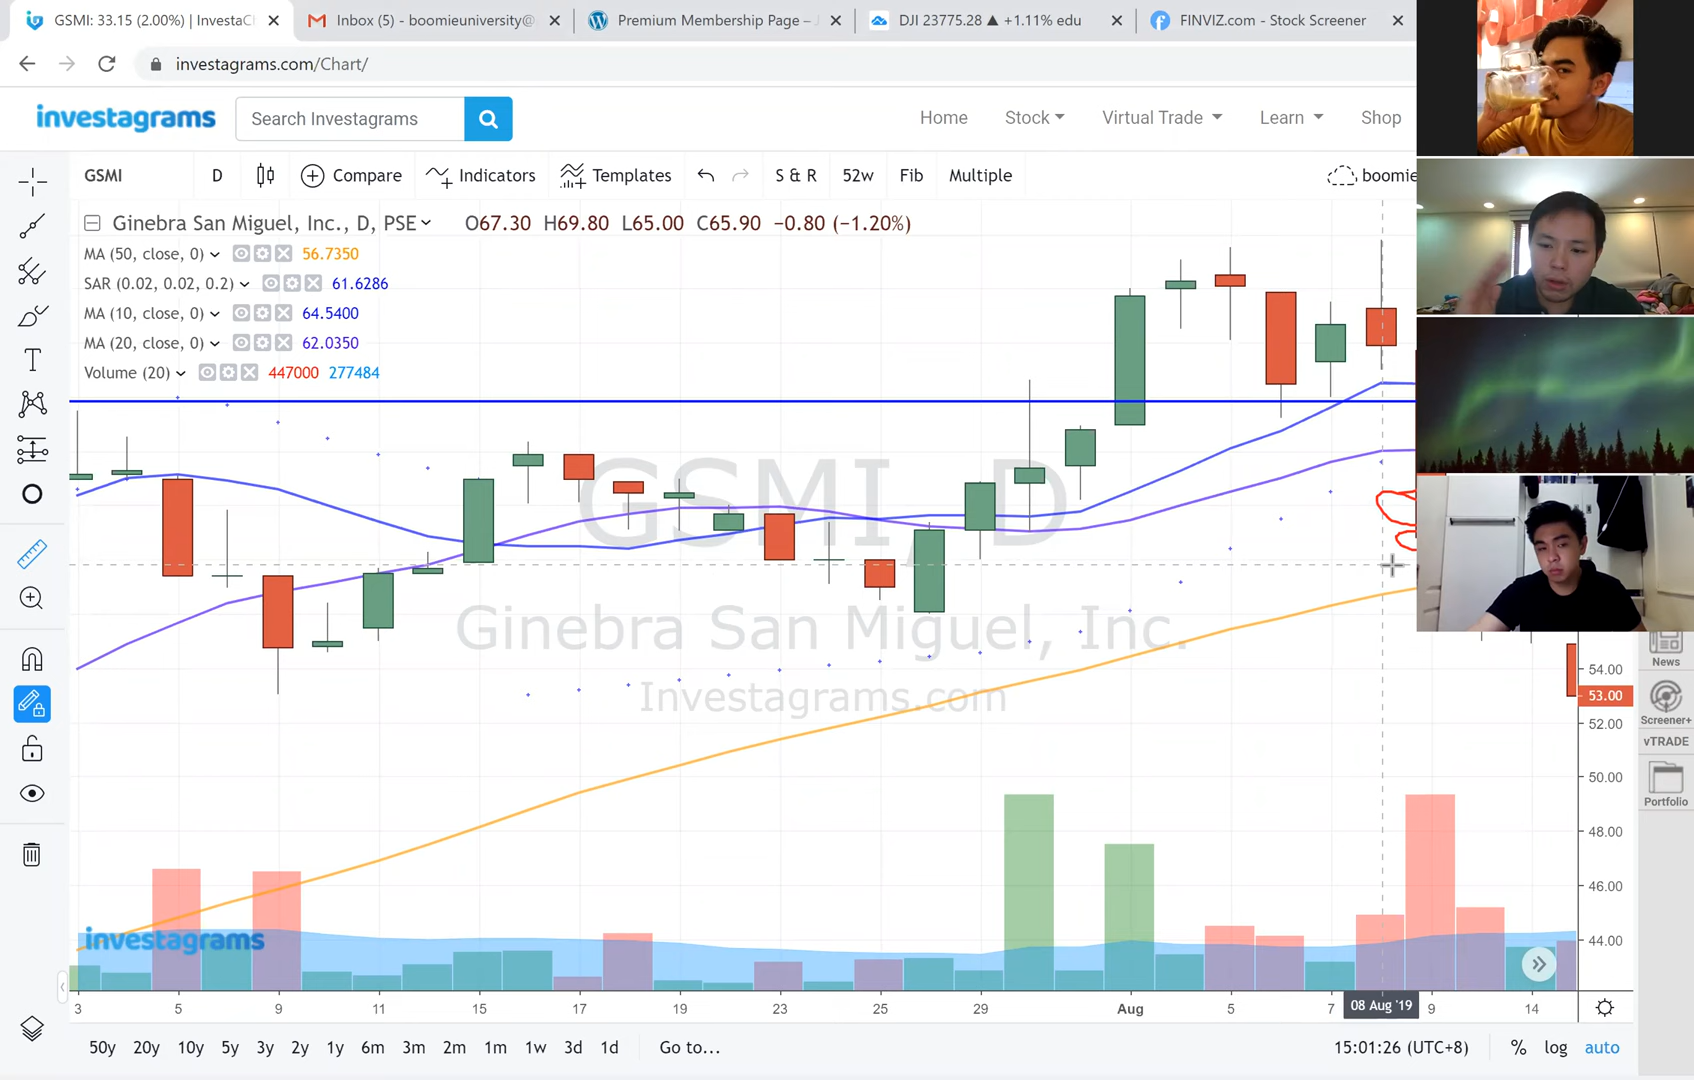 GSMI: 33.15 (2.00%) | InvestaCl
Inbox (5) - boomieuniversity@
Premium Membership Page –
DJI 23775.28 ▲ +1.11% edu
FINVIZ.com - Stock Screener
investagrams.com/Chart/
investagrams
Search Investagrams
Home
Stock
Virtual Trade
Learn
Shop
GSMI
D
Compare
Indicators
Templates
S & R
52w
Fib
Multiple
boomie
Ginebra San Miguel, Inc., D, PSE
O67.30 H69.80 L65.00 C65.90 −0.80 (−1.20%)
MA (50, close, 0) 56.7350
SAR (0.02, 0.02, 0.2) 61.6286
MA (10, close, 0) 64.5400
MA (20, close, 0) 62.0350
Volume (20) 447000 277484
GSMI, D
Ginebra San Miguel, Inc.
Investagrams.com
54.00
53.00
52.00
50.00
48.00
46.00
44.00
News
Screener+
vTRADE
Portfolio
investagrams
3 5 9 11 15 17 19 23 25 29 Aug 5 7 08 Aug '19 9 14
50y 20y 10y 5y 3y 2y 1y 6m 3m 2m 1m 1w 3d 1d Go to...
15:01:26 (UTC+8) % log auto